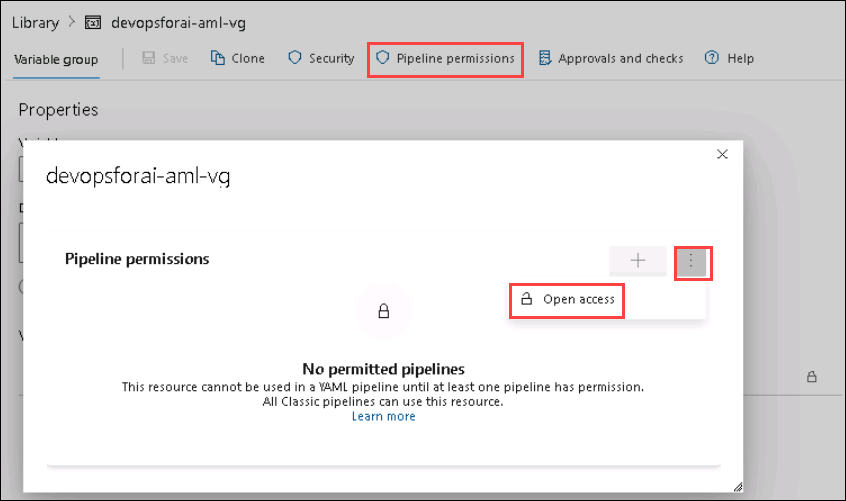 Library > devopsforai-aml-vg
Variable group Save Clone Security Pipeline permissions Approvals and checks Help
Properties
devopsforai-aml-vg
Pipeline permissions
Open access
No permitted pipelines
This resource cannot be used in a YAML pipeline until at least one pipeline has permission.
All Classic pipelines can use this resource.
Learn more